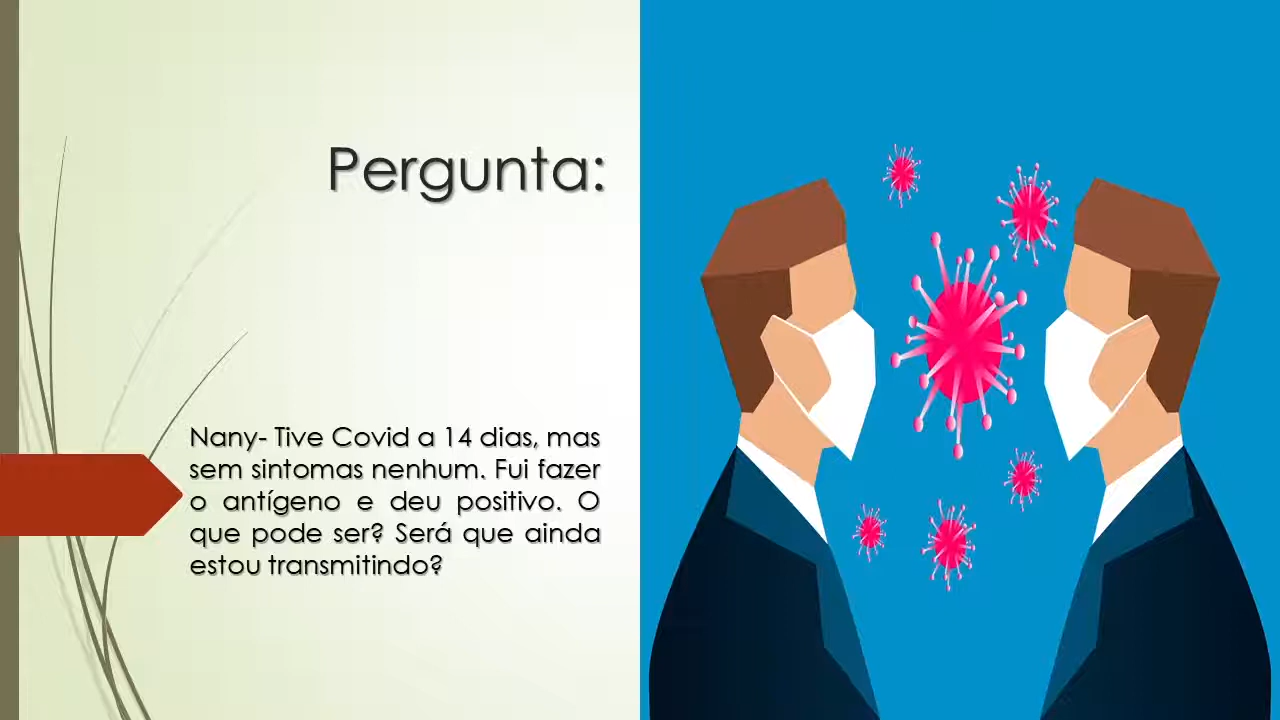 Pergunta:
Nany- Tive Covid a 14 dias, mas
sem sintomas nenhum. Fui fazer
o antígeno e deu positivo. O
que pode ser? Será que ainda
estou transmitindo?